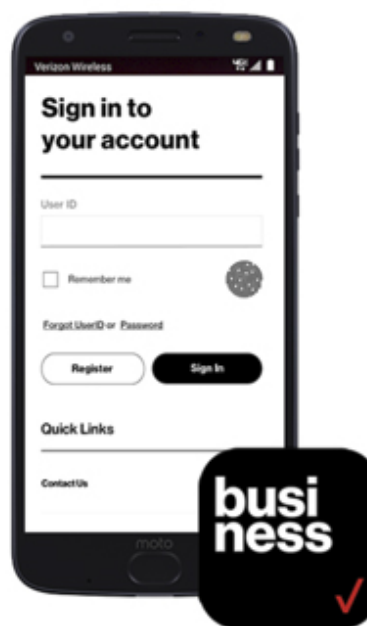 Verizon Wireless
Sign in to
your account
User ID
Remember me
Forgot UserID or Password
Register
Sign In
Quick Links
Contact Us
busi
ness
moto